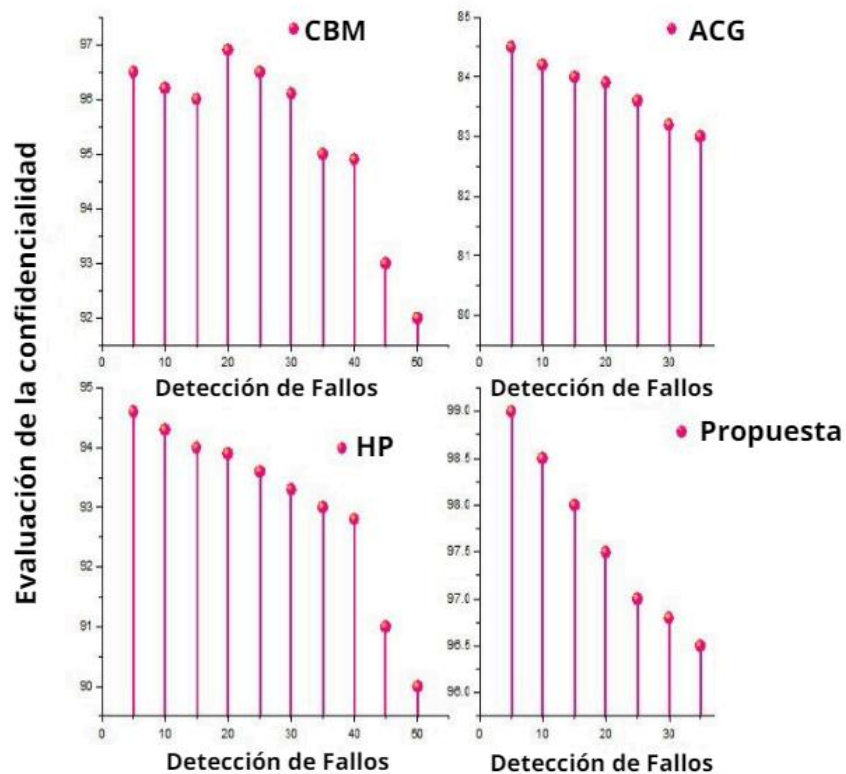 Evaluación de la confidencialidad
CBM
97
96
95
94
93
92
0 10 20 30 40 50
Detección de Fallos
ACG
85
84
83
82
81
80
0 10 20 30
Detección de Fallos
HP
95
94
93
92
91
90
0 10 20 30 40 50
Detección de Fallos
Propuesta
99.0
98.5
98.0
97.5
97.0
96.5
96.0
0 10 20 30
Detección de Fallos